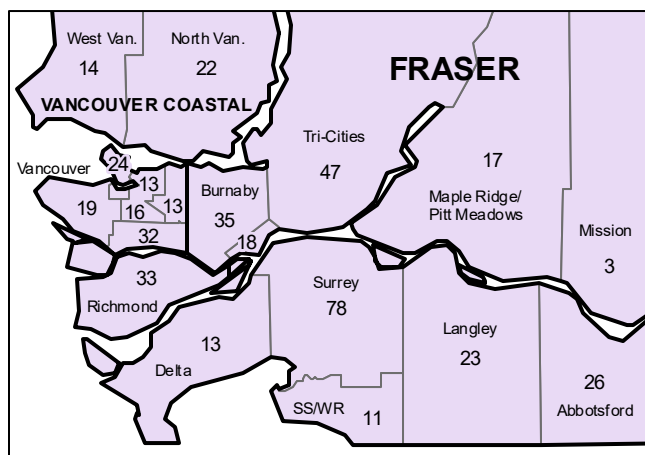 West Van.
14
North Van.
22
VANCOUVER COASTAL
FRASER
Tri-Cities
47
17
Maple Ridge/
Pitt Meadows
Mission
3
Vancouver
24
13
19
16
13
32
Burnaby
35
18
33
Richmond
Surrey
78
13
Delta
Langley
23
SS/WR
11
26
Abbotsford